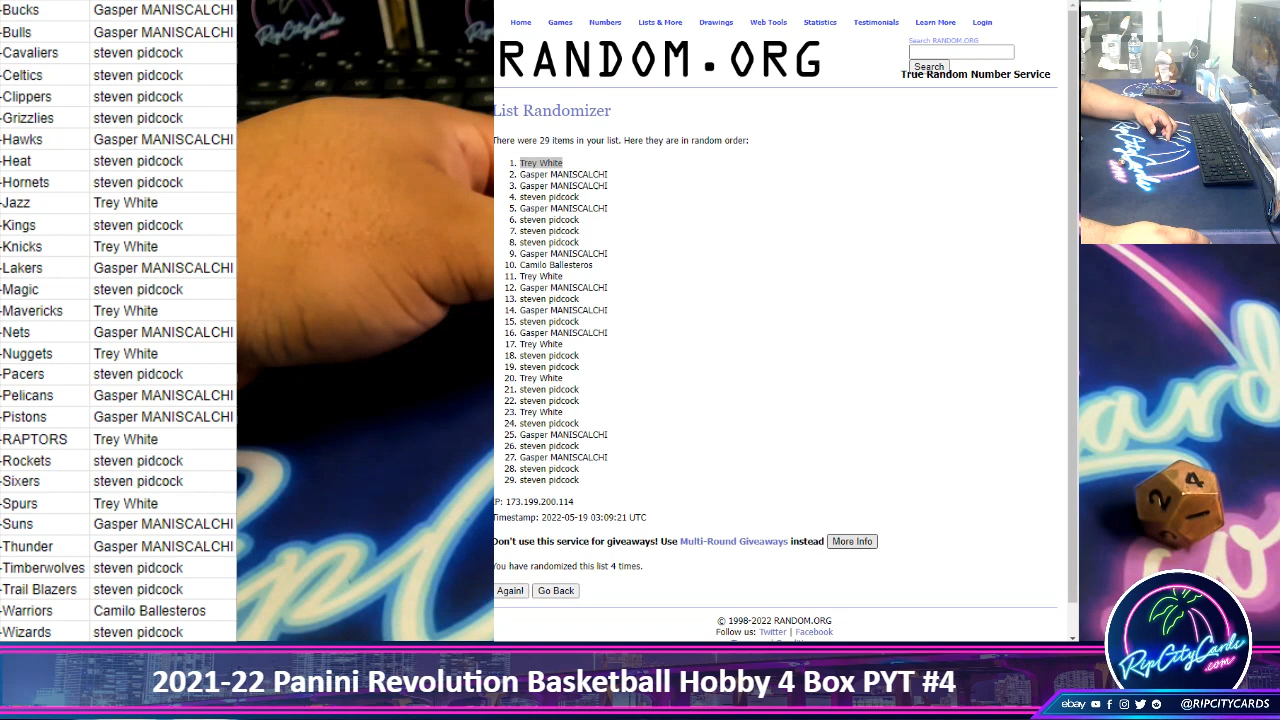 -Bucks Gasper MANISCALCHI
-Bulls Gasper MANISCALCHI
-Cavaliers steven pidcock
-Celtics steven pidcock
-Clippers steven pidcock
-Grizzlies steven pidcock
-Hawks Gasper MANISCALCHI
-Heat steven pidcock
-Hornets steven pidcock
-Jazz Trey White
-Kings steven pidcock
-Knicks Trey White
-Lakers Gasper MANISCALCHI
-Magic steven pidcock
-Mavericks Trey White
-Nets Gasper MANISCALCHI
-Nuggets Trey White
-Pacers steven pidcock
-Pelicans Gasper MANISCALCHI
-Pistons Gasper MANISCALCHI
-RAPTORS Trey White
-Rockets steven pidcock
-Sixers steven pidcock
-Spurs Trey White
-Suns Gasper MANISCALCHI
-Thunder Gasper MANISCALCHI
-Timberwolves steven pidcock
-Trail Blazers steven pidcock
-Warriors Camilo Ballesteros
-Wizards steven pidcock
Home Games Numbers Lists & More Drawings Web Tools Statistics Testimonials Learn More Login
Search RANDOM.ORG
Search
RANDOM.ORG
True Random Number Service
List Randomizer
There were 29 items in your list. Here they are in random order:
1. Trey White
2. Gasper MANISCALCHI
3. Gasper MANISCALCHI
4. steven pidcock
5. Gasper MANISCALCHI
6. steven pidcock
7. steven pidcock
8. steven pidcock
9. Gasper MANISCALCHI
10. Camilo Ballesteros
11. Trey White
12. Gasper MANISCALCHI
13. steven pidcock
14. Gasper MANISCALCHI
15. steven pidcock
16. Gasper MANISCALCHI
17. Trey White
18. steven pidcock
19. steven pidcock
20. Trey White
21. steven pidcock
22. steven pidcock
23. Trey White
24. steven pidcock
25. Gasper MANISCALCHI
26. steven pidcock
27. Gasper MANISCALCHI
28. steven pidcock
29. steven pidcock
IP: 173.199.200.114
Timestamp: 2022-05-19 03:09:21 UTC
Don't use this service for giveaways! Use Multi-Round Giveaways instead More Info
You have randomized this list 4 times.
Again! Go Back
© 1998-2022 RANDOM.ORG
Follow us: Twitter | Facebook
2 4
1
2021-22 Panini Revolution Basketball Hobby 4 Box PYT #4
RipCityCards
.com
ebay @RIPCITYCARDS